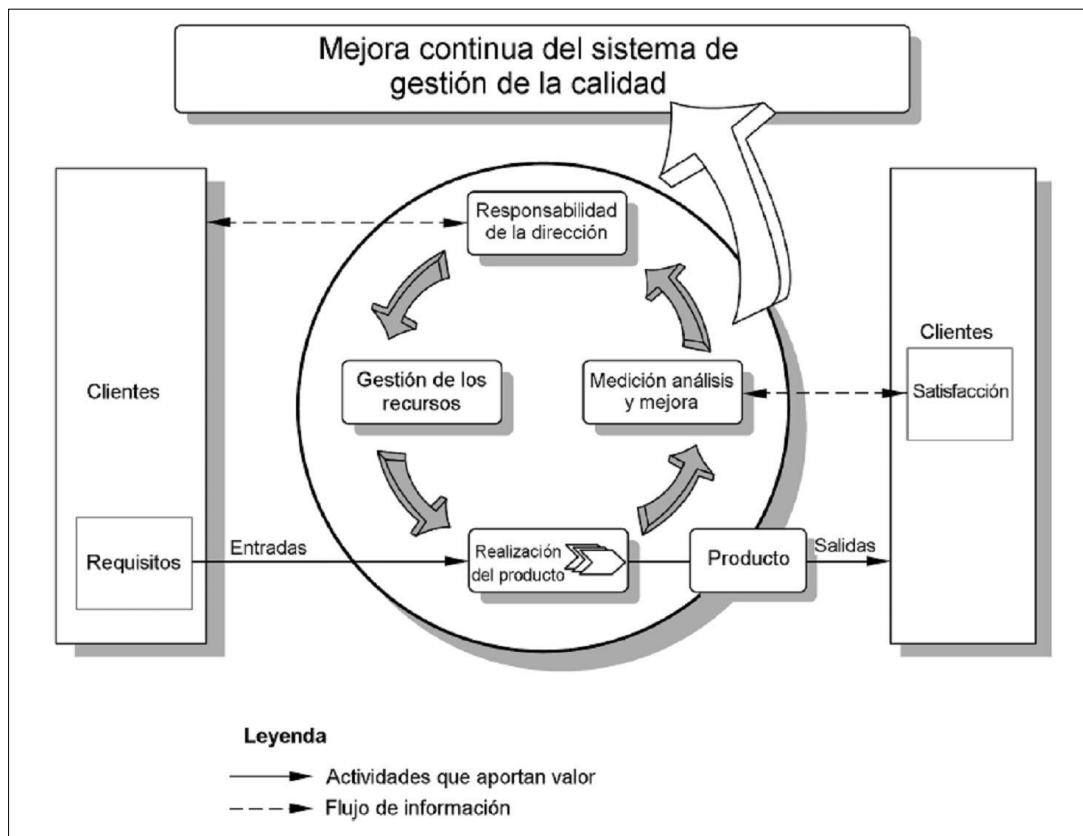 Mejora continua del sistema de
gestión de la calidad
Responsabilidad
de la dirección
Clientes
Gestión de los
recursos
Medición análisis
y mejora
Clientes
Satisfacción
Requisitos
Entradas
Realización
del producto
Producto
Salidas
Leyenda
Actividades que aportan valor
Flujo de información